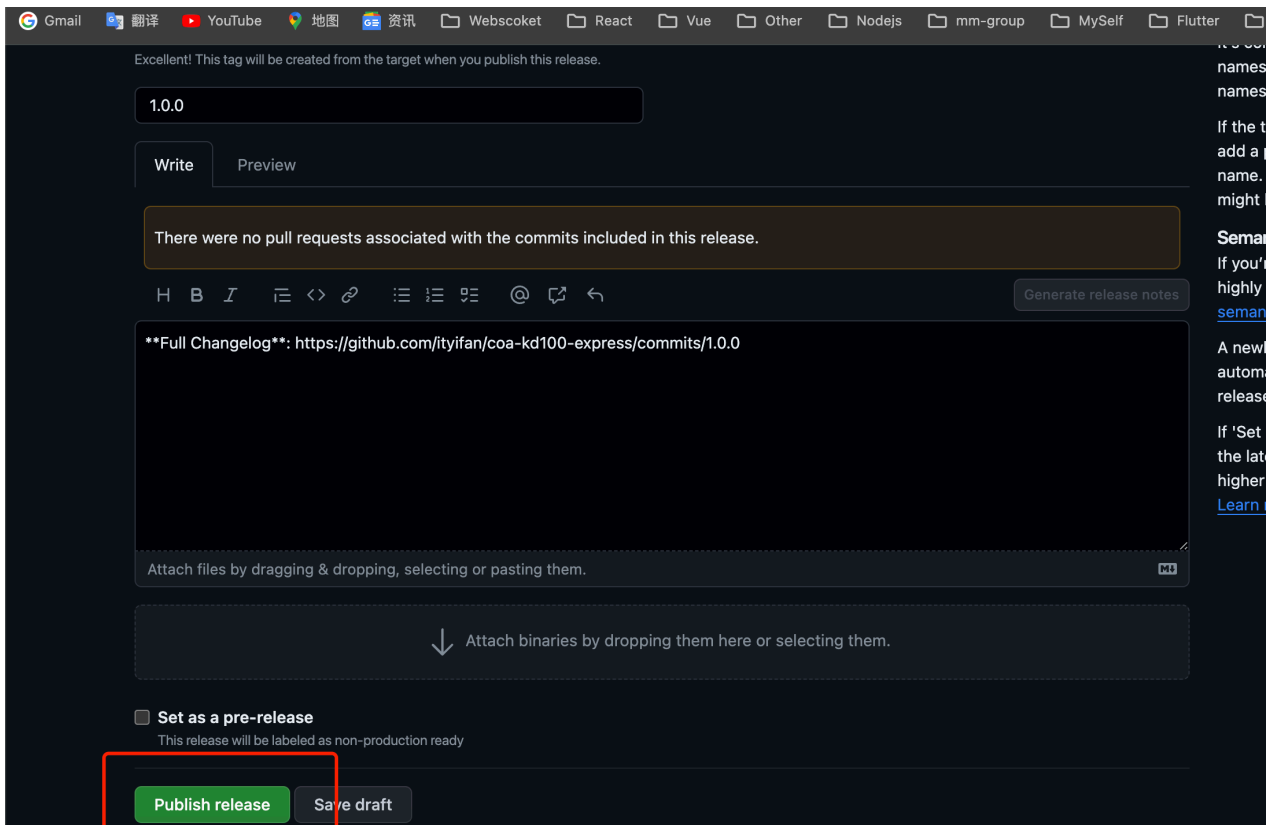 Gmail 翻译 YouTube 地图 资讯 Webscoket React Vue Other Nodejs mm-group MySelf Flutter
Excellent! This tag will be created from the target when you publish this release.
1.0.0
Write Preview
There were no pull requests associated with the commits included in this release.
H B I @
Generate release notes
**Full Changelog**: https://github.com/ityifan/coa-kd100-express/commits/1.0.0
Attach files by dragging & dropping, selecting or pasting them.
Attach binaries by dropping them here or selecting them.
Set as a pre-release
This release will be labeled as non-production ready
Publish release Save draft
names
names
If the t
add a p
name.
might
Seman
If you'r
highly
seman
A newl
automa
release
If 'Set
the late
higher
Learn